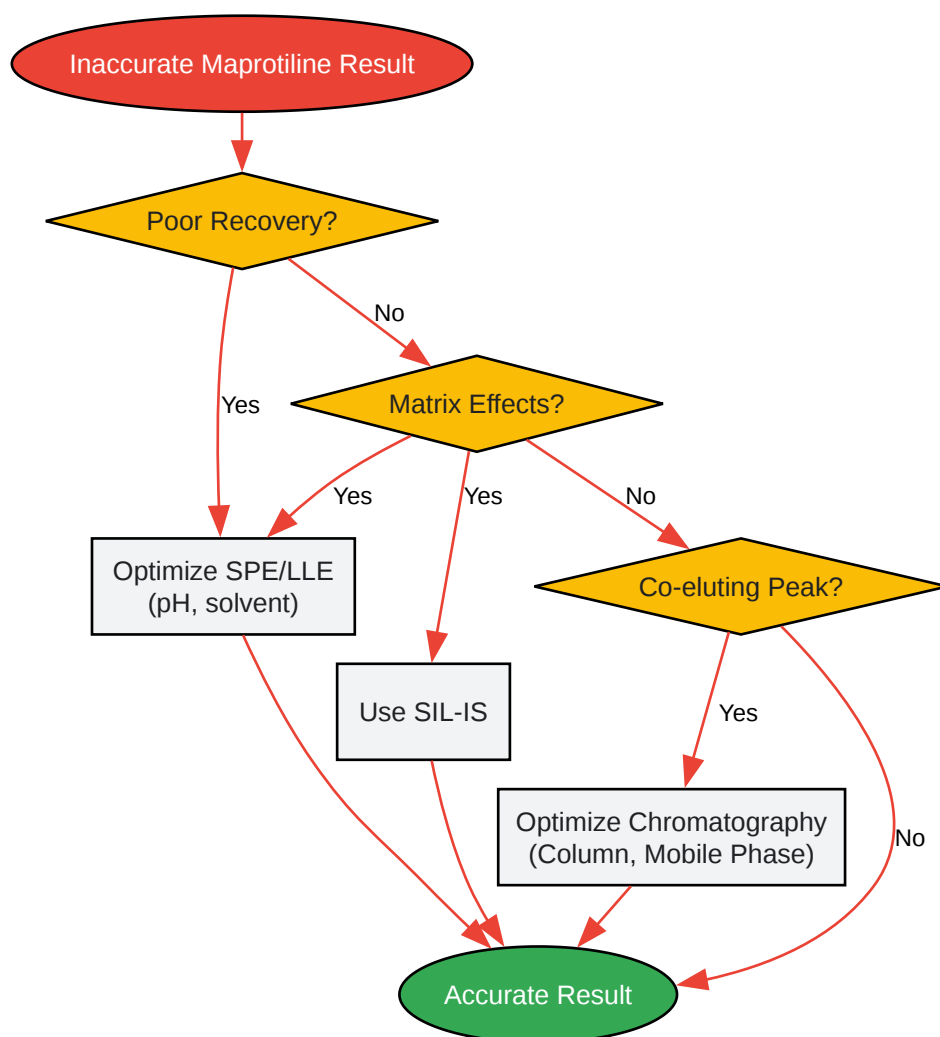 Inaccurate Maprotiline Result
Poor Recovery?
No
Yes
Matrix Effects?
Yes
Yes
No
Optimize SPE/LLE
(pH, solvent)
Co-eluting Peak?
Use SIL-IS
Yes
No
Optimize Chromatography
(Column, Mobile Phase)
Accurate Result